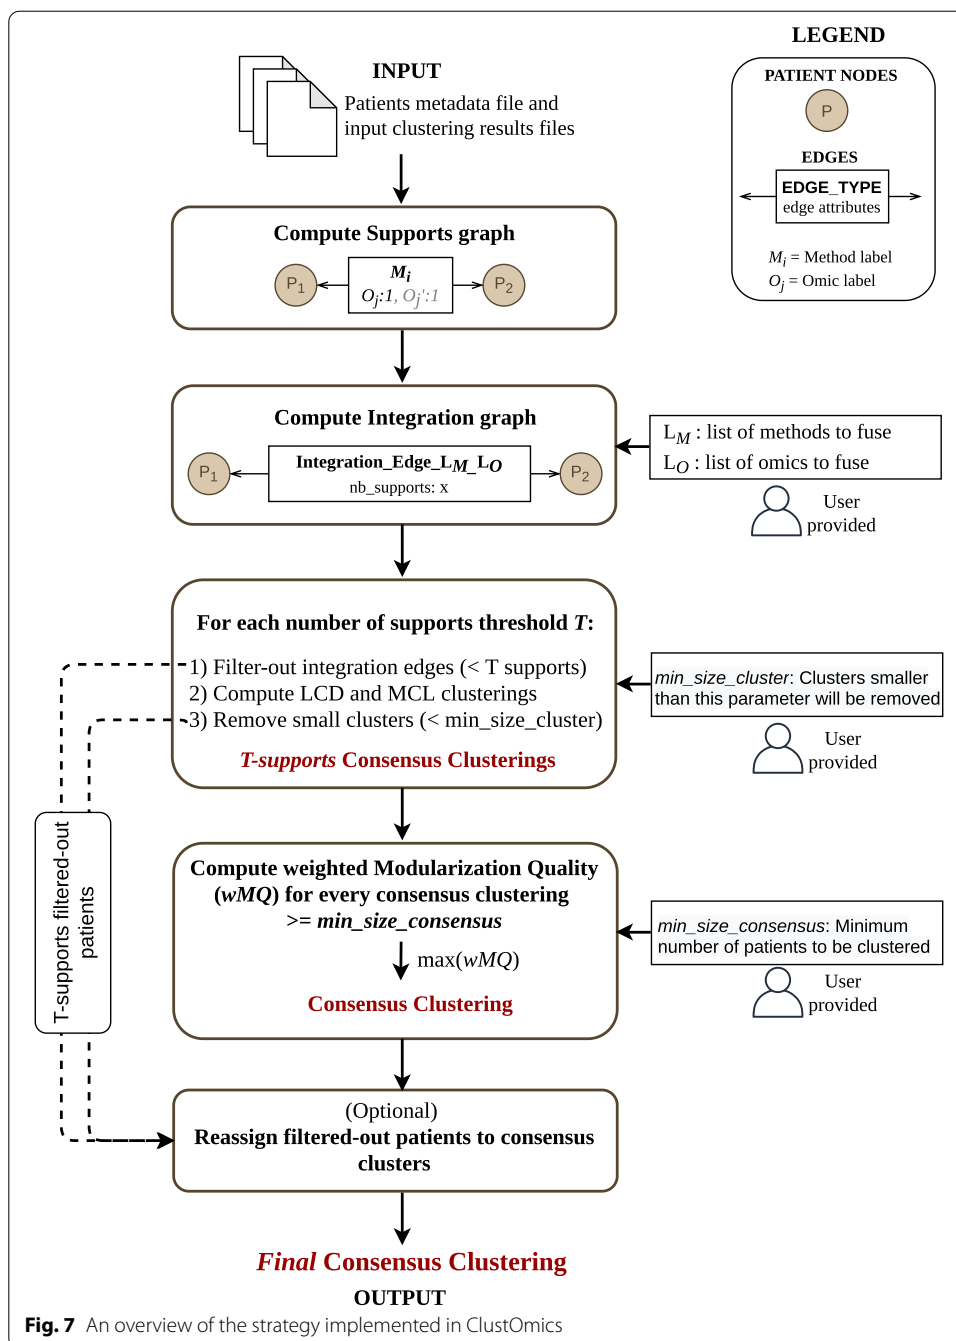 LEGEND
PATIENT NODES
P
EDGES
EDGE_TYPE
edge attributes
Mi = Method label
Oj = Omic label
INPUT
Patients metadata file and
input clustering results files
Compute Supports graph
P1
Mi
Oj:1, Oj':1
P2
Compute Integration graph
P1
Integration_Edge_LM_LO
nb_supports: x
P2
LM : list of methods to fuse
LO : list of omics to fuse
User
provided
For each number of supports threshold T:
1) Filter-out integration edges (< T supports)
2) Compute LCD and MCL clusterings
3) Remove small clusters (< min_size_cluster)
T-supports Consensus Clusterings
min_size_cluster: Clusters smaller
than this parameter will be removed
User
provided
T-supports filtered-out
patients
Compute weighted Modularization Quality
(wMQ) for every consensus clustering
>= min_size_consensus
max(wMQ)
Consensus Clustering
min_size_consensus: Minimum
number of patients to be clustered
User
provided
(Optional)
Reassign filtered-out patients to consensus
clusters
Final Consensus Clustering
OUTPUT
Fig. 7 An overview of the strategy implemented in ClustOmics